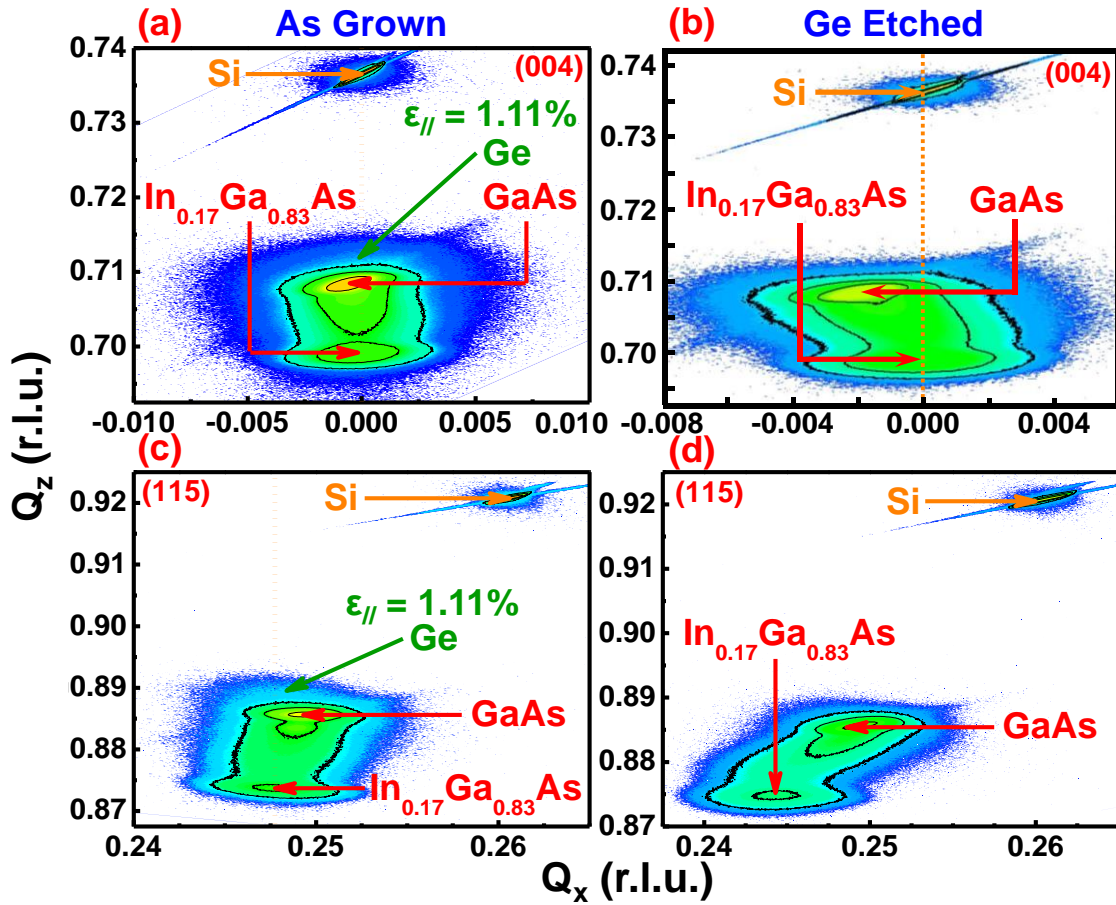 As Grown
Ge Etched
(a)
(004)
Si
ε// = 1.11%
Ge
In0.17Ga0.83As
GaAs
0.74
0.73
0.72
0.71
0.70
-0.010 -0.005 0.000 0.005 0.010
(b)
(004)
Si
In0.17Ga0.83As
GaAs
0.74
0.73
0.72
0.71
0.70
-0.008 -0.004 0.000 0.004
(c)
(115)
Si
ε// = 1.11%
Ge
GaAs
In0.17Ga0.83As
0.92
0.91
0.90
0.89
0.88
0.87
0.24 0.25 0.26
(d)
(115)
Si
In0.17Ga0.83As
GaAs
0.92
0.91
0.90
0.89
0.88
0.87
0.24 0.25 0.26
Qz (r.l.u.)
Qx (r.l.u.)